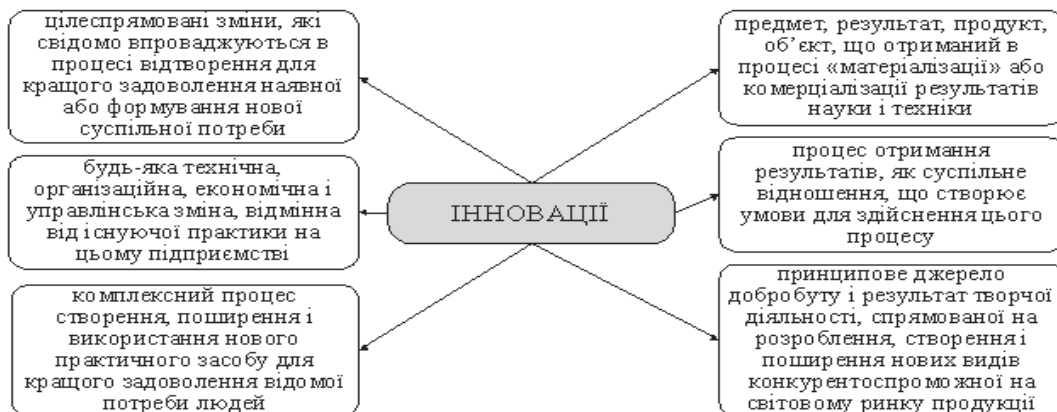 цілеспрямовані зміни, які
свідомо впроваджуються в
процесі відтворення для
кращого задоволення наявної
або формування нової
суспільної потреби
будь-яка технічна,
організаційна, економічна і
управлінська зміна, відмінна
від існуючої практики на
цьому підприємстві
комплексний процес
створення, поширення і
використання нового
практичного засобу для
кращого задоволення відомої
потреби людей
ІННОВАЦІЇ
предмет, результат, продукт,
об’єкт, що отриманий в
процесі «матеріалізації» або
комерціалізації результатів
науки і техніки
процес отримання
результатів, як суспільне
відношення, що створює
умови для здійснення цього
процесу
принципове джерело
добробуту і результат творчої
діяльності, спрямованої на
розроблення, створення і
поширення нових видів
конкурентоспроможної на
світовому ринку продукції